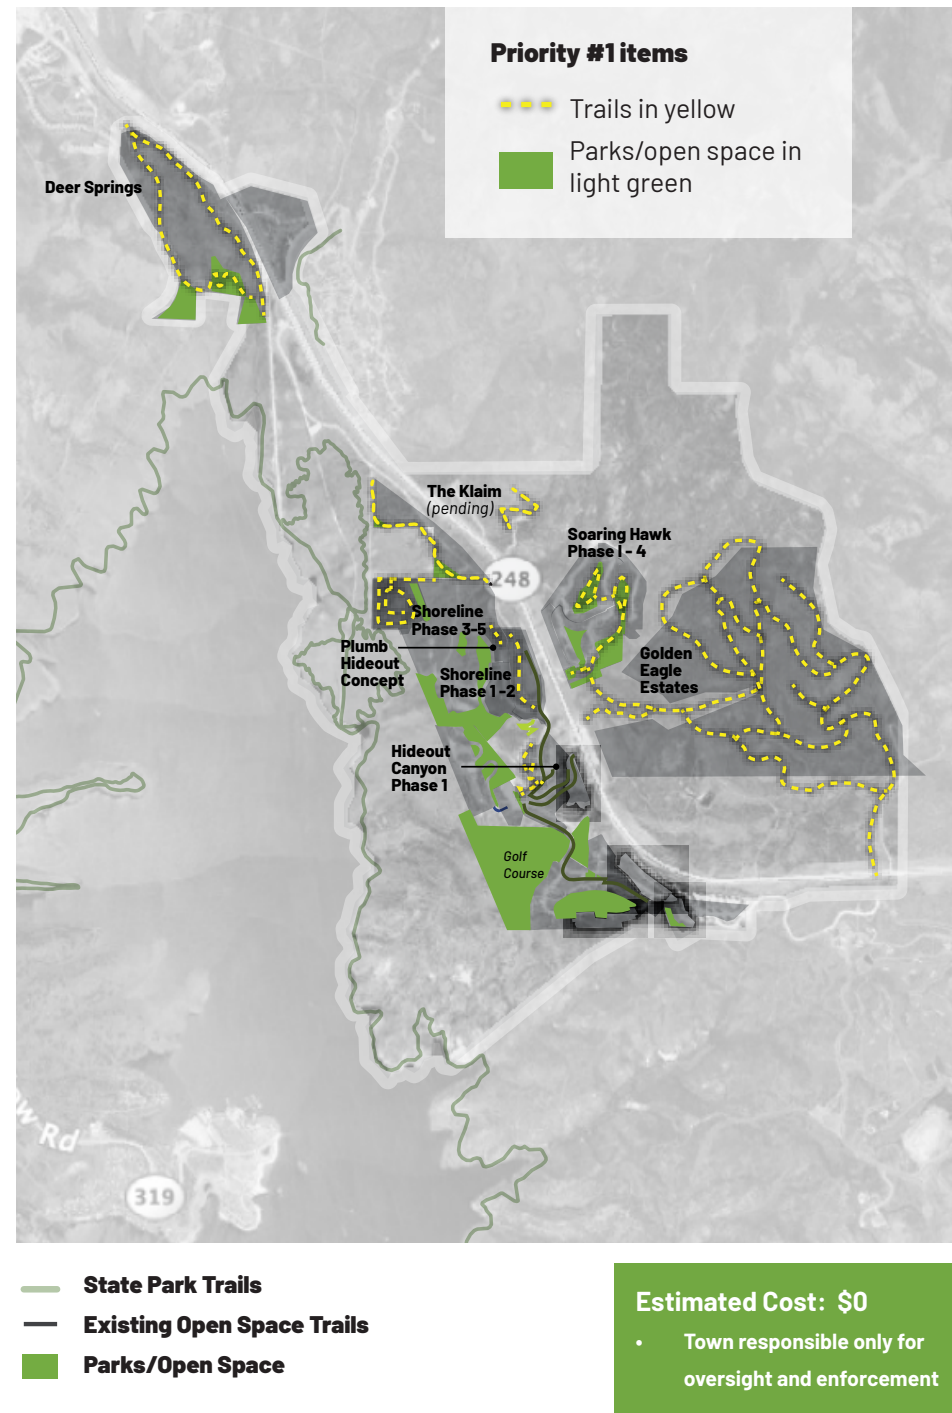 Priority #1 items
Trails in yellow
Parks/open space in
light green
Deer Springs
The Klaim
(pending)
Soaring Hawk
Phase I - 4
248
Shoreline
Phase 3-5
Plumb
Hideout
Concept
Shoreline
Phase 1 -2
Golden
Eagle
Estates
Hideout
Canyon
Phase 1
Golf
Course
ow Rd
319
State Park Trails
Existing Open Space Trails
Parks/Open Space
Estimated Cost: $0
• Town responsible only for
oversight and enforcement